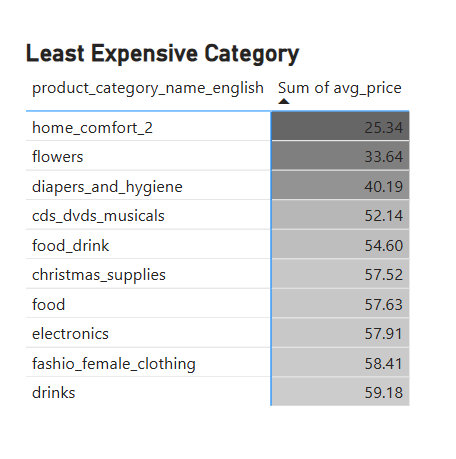 Least Expensive Category
product_category_name_english Sum of avg_price
home_comfort_2 25.34
flowers 33.64
diapers_and_hygiene 40.19
cds_dvds_musicals 52.14
food_drink 54.60
christmas_supplies 57.52
food 57.63
electronics 57.91
fashio_female_clothing 58.41
drinks 59.18